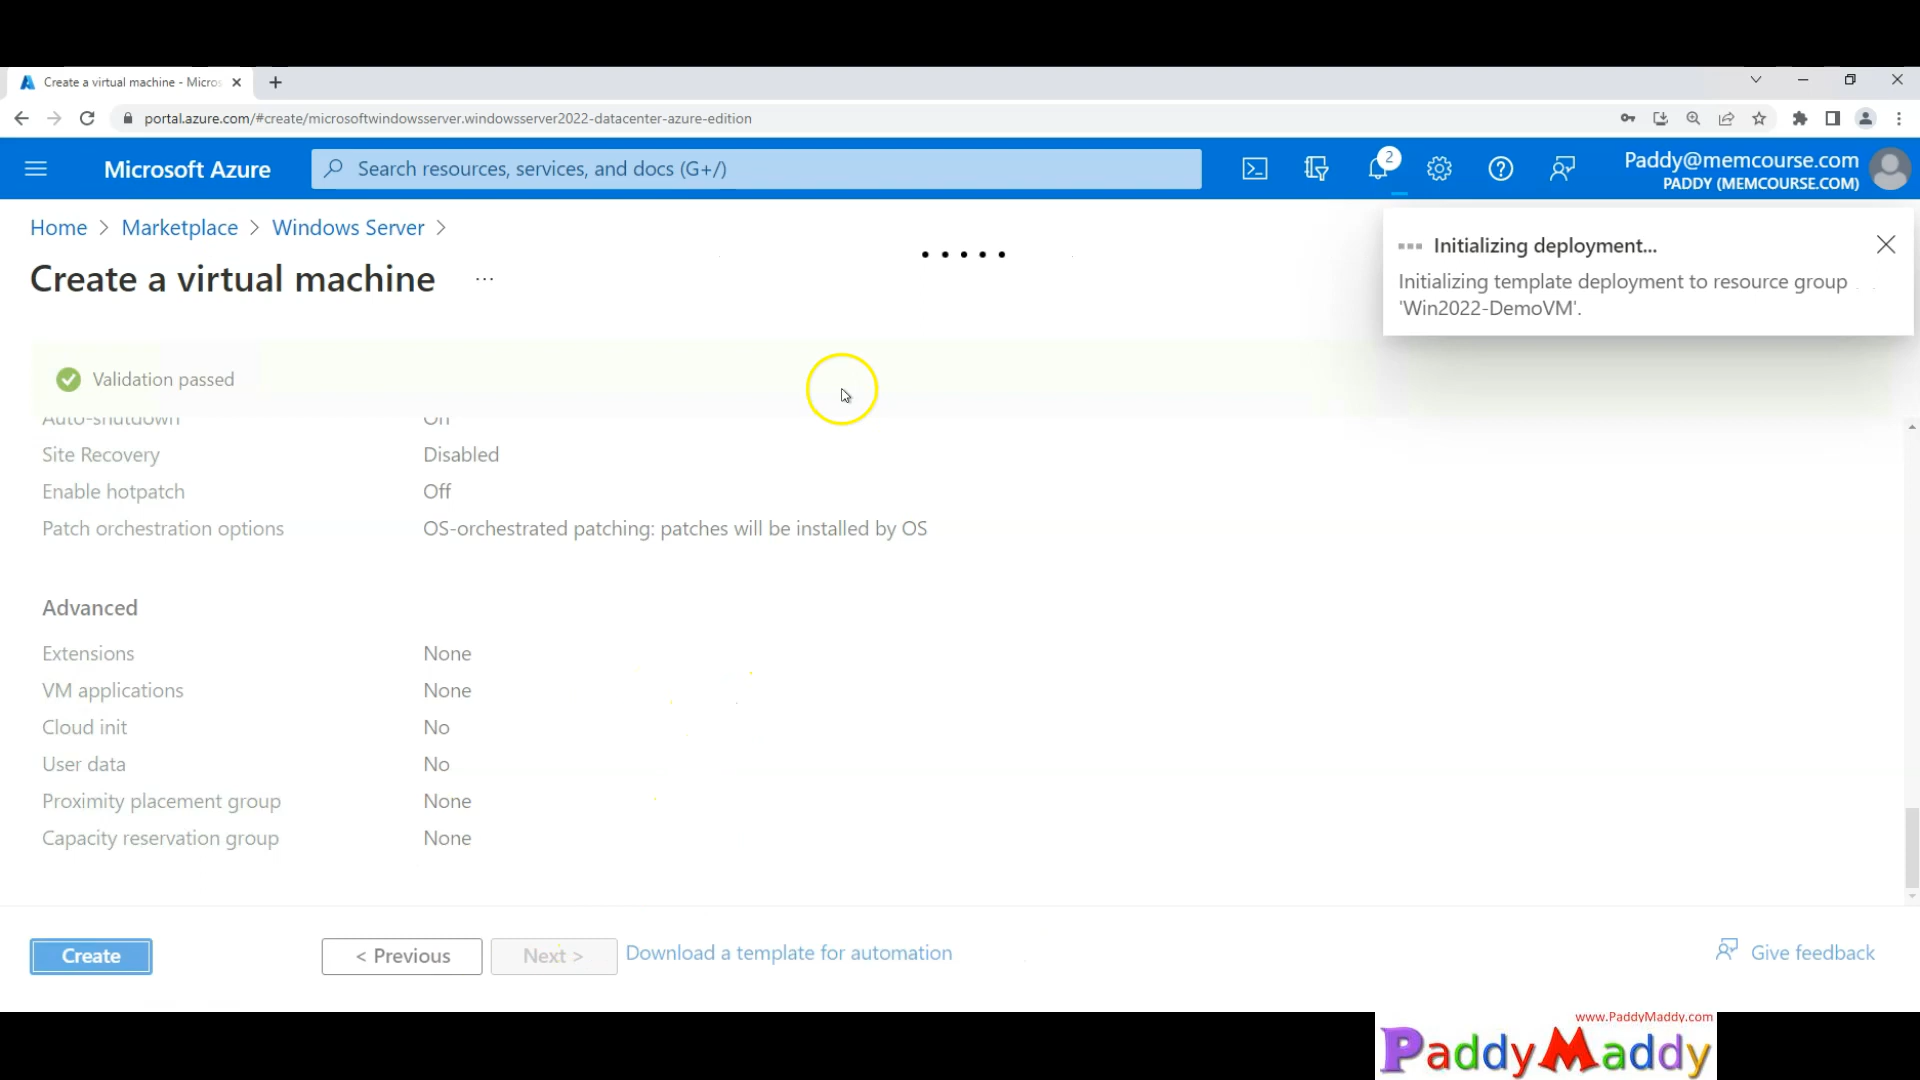 Create a virtual machine - Micros
portal.azure.com/#create/microsoftwindowsserver.windowsserver2022-datacenter-azure-edition
Microsoft Azure
Search resources, services, and docs (G+/)
2
Paddy@memcourse.com
PADDY (MEMCOURSE.COM)
Home > Marketplace > Windows Server >
Create a virtual machine ...
Initializing deployment...
Initializing template deployment to resource group
'Win2022-DemoVM'.
Validation passed
Auto-shutdown On
Site Recovery Disabled
Enable hotpatch Off
Patch orchestration options OS-orchestrated patching: patches will be installed by OS
Advanced
Extensions None
VM applications None
Cloud init No
User data No
Proximity placement group None
Capacity reservation group None
Create
< Previous
Next >
Download a template for automation
Give feedback
www.PaddyMaddy.com
PaddyMaddy